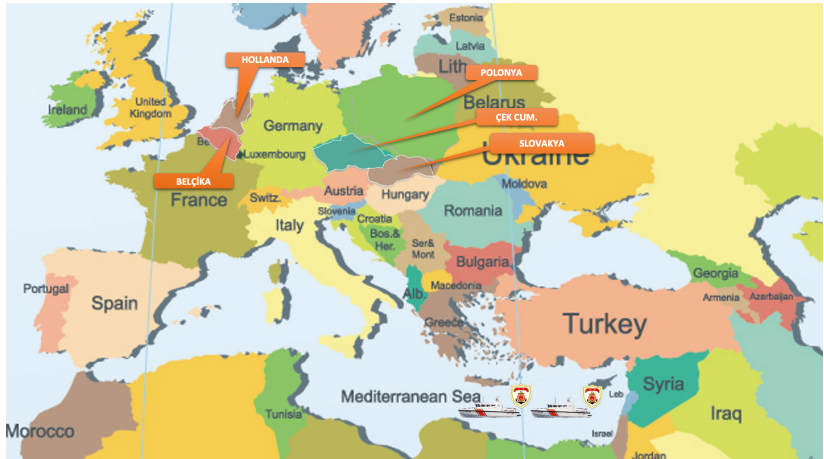 Estonia
Latvia
Lith
HOLLANDA
POLONYA
Belarus
Ireland
United
Kingdom
Germany
ÇEK CUM.
Be
Luxembourg
SLOVAKYA
Ukraine
BELÇİKA
France
Switz.
Austria
Hungary
Moldova
Slovenia
Croatia
Romania
Italy
Bos.&
Her.
Ser&
Mont
Bulgaria
Georgia
Portugal
Spain
Alb.
Macedonia
Armenia
Azerbaijan
Greece
Turkey
Mediterranean Sea
Syria
Leb
Tunisia
Iraq
Morocco
Israel
Jordan